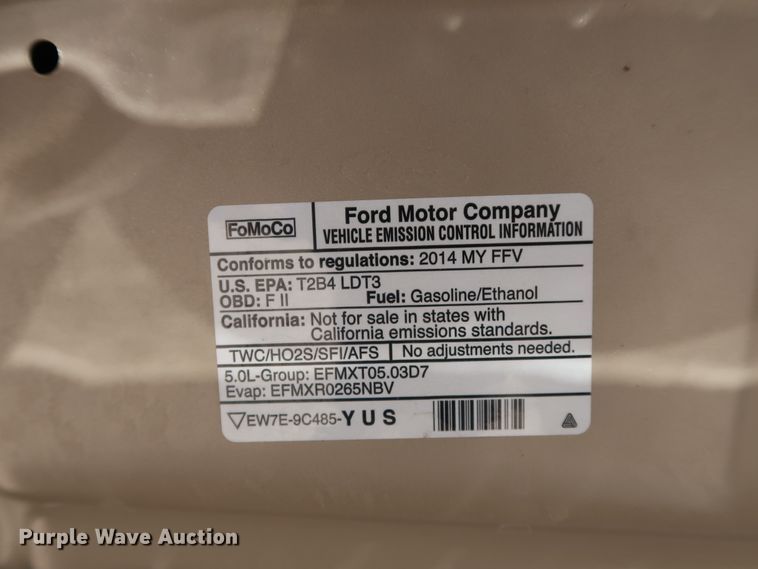 FoMoCo
Ford Motor Company
VEHICLE EMISSION CONTROL INFORMATION
Conforms to regulations: 2014 MY FFV
U.S. EPA: T2B4 LDT3
OBD: F II Fuel: Gasoline/Ethanol
California: Not for sale in states with
California emissions standards.
TWC/HO2S/SFI/AFS No adjustments needed.
5.0L-Group: EFMXT05.03D7
Evap: EFMXR0265NBV
EW7E-9C485-YUS
Purple Wave Auction